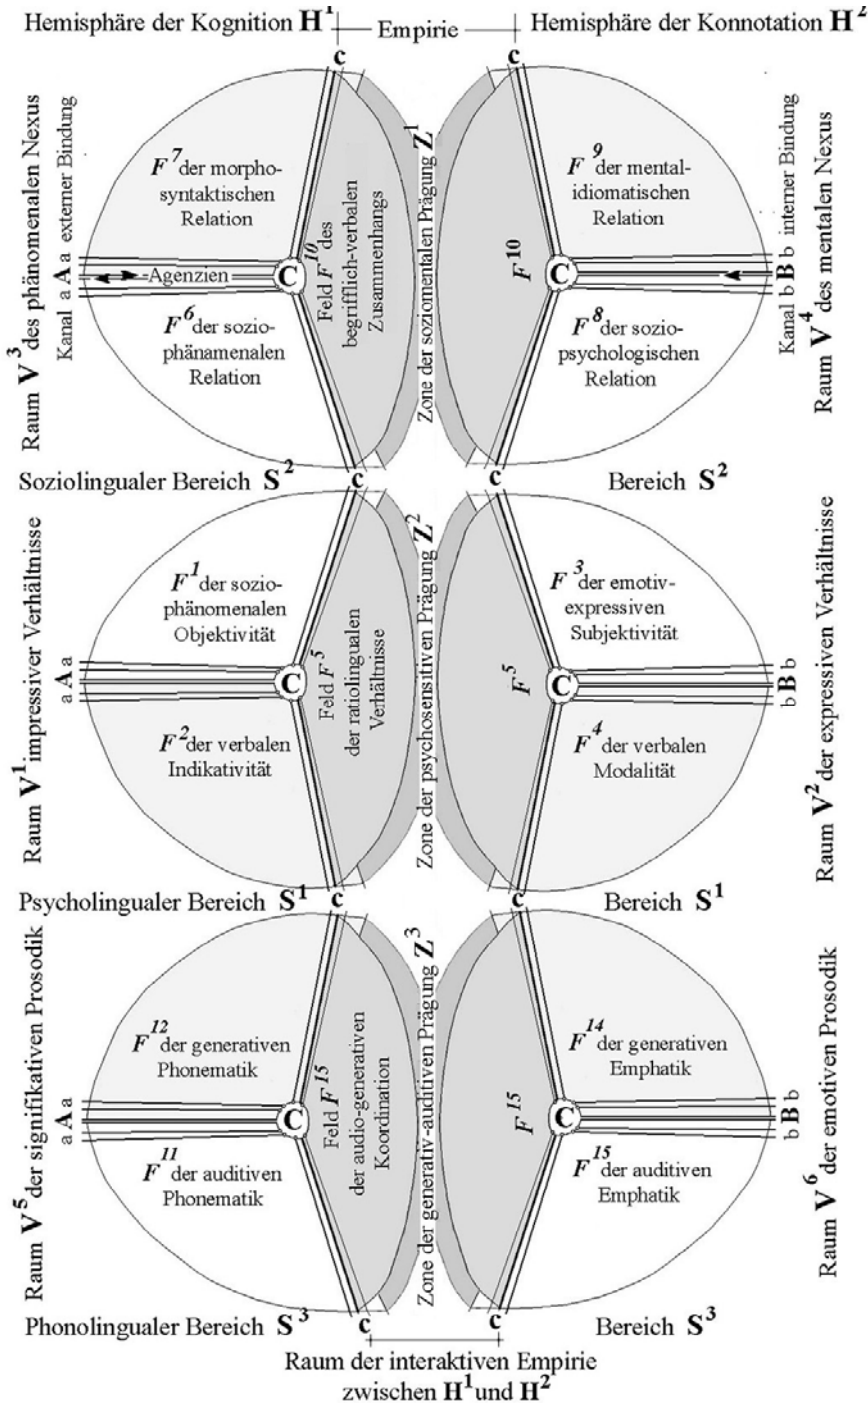 Hemisphäre der Kognition H¹
Empirie
Hemisphäre der Konnotation H²
c
c
Raum V³ des phänomenalen Nexus
Kanal a A a externer Bindung
F⁷ der morpho-
syntaktischen
Relation
Agenzien
C
F⁶ der sozio-
phänamenalen
Relation
Feld F¹⁰ des
begrifflich-verbalen
Zusammenhangs
Zone der soziomentalen Prägung Z¹
F¹⁰
F⁹ der mental-
idiomatischen
Relation
C
F⁸ der sozio-
psychologischen
Relation
Kanal b B b interner Bindung
Raum V⁴ des mentalen Nexus
Soziolingualer Bereich S²
c
c
Bereich S²
Raum V¹ impressiver Verhältnisse
a A a
F¹ der sozio-
phänomenalen
Objektivität
C
F² der verbalen
Indikativität
Feld F⁵
der ratiolingualen
Verhältnisse
Zone der psychosensitiven Prägung Z²
F⁵
F³ der emotiv-
expressiven
Subjektivität
C
F⁴ der verbalen
Modalität
b B b
Raum V² der expressiven Verhältnisse
Psycholingualer Bereich S¹
c
c
Bereich S¹
Raum V⁵ der signifikativen Prosodik
a A a
F¹² der generativen
Phonematik
C
F¹¹ der auditiven
Phonematik
Feld F¹⁵
der audio-generativen
Koordination
Zone der generativ-auditiven Prägung Z³
F¹⁵
F¹⁴ der generativen
Emphatik
C
F¹⁵ der auditiven
Emphatik
b B b
Raum V⁶ der emotiven Prosodik
Phonolingualer Bereich S³
c
c
Bereich S³
Raum der interaktiven Empirie
zwischen H¹ und H²